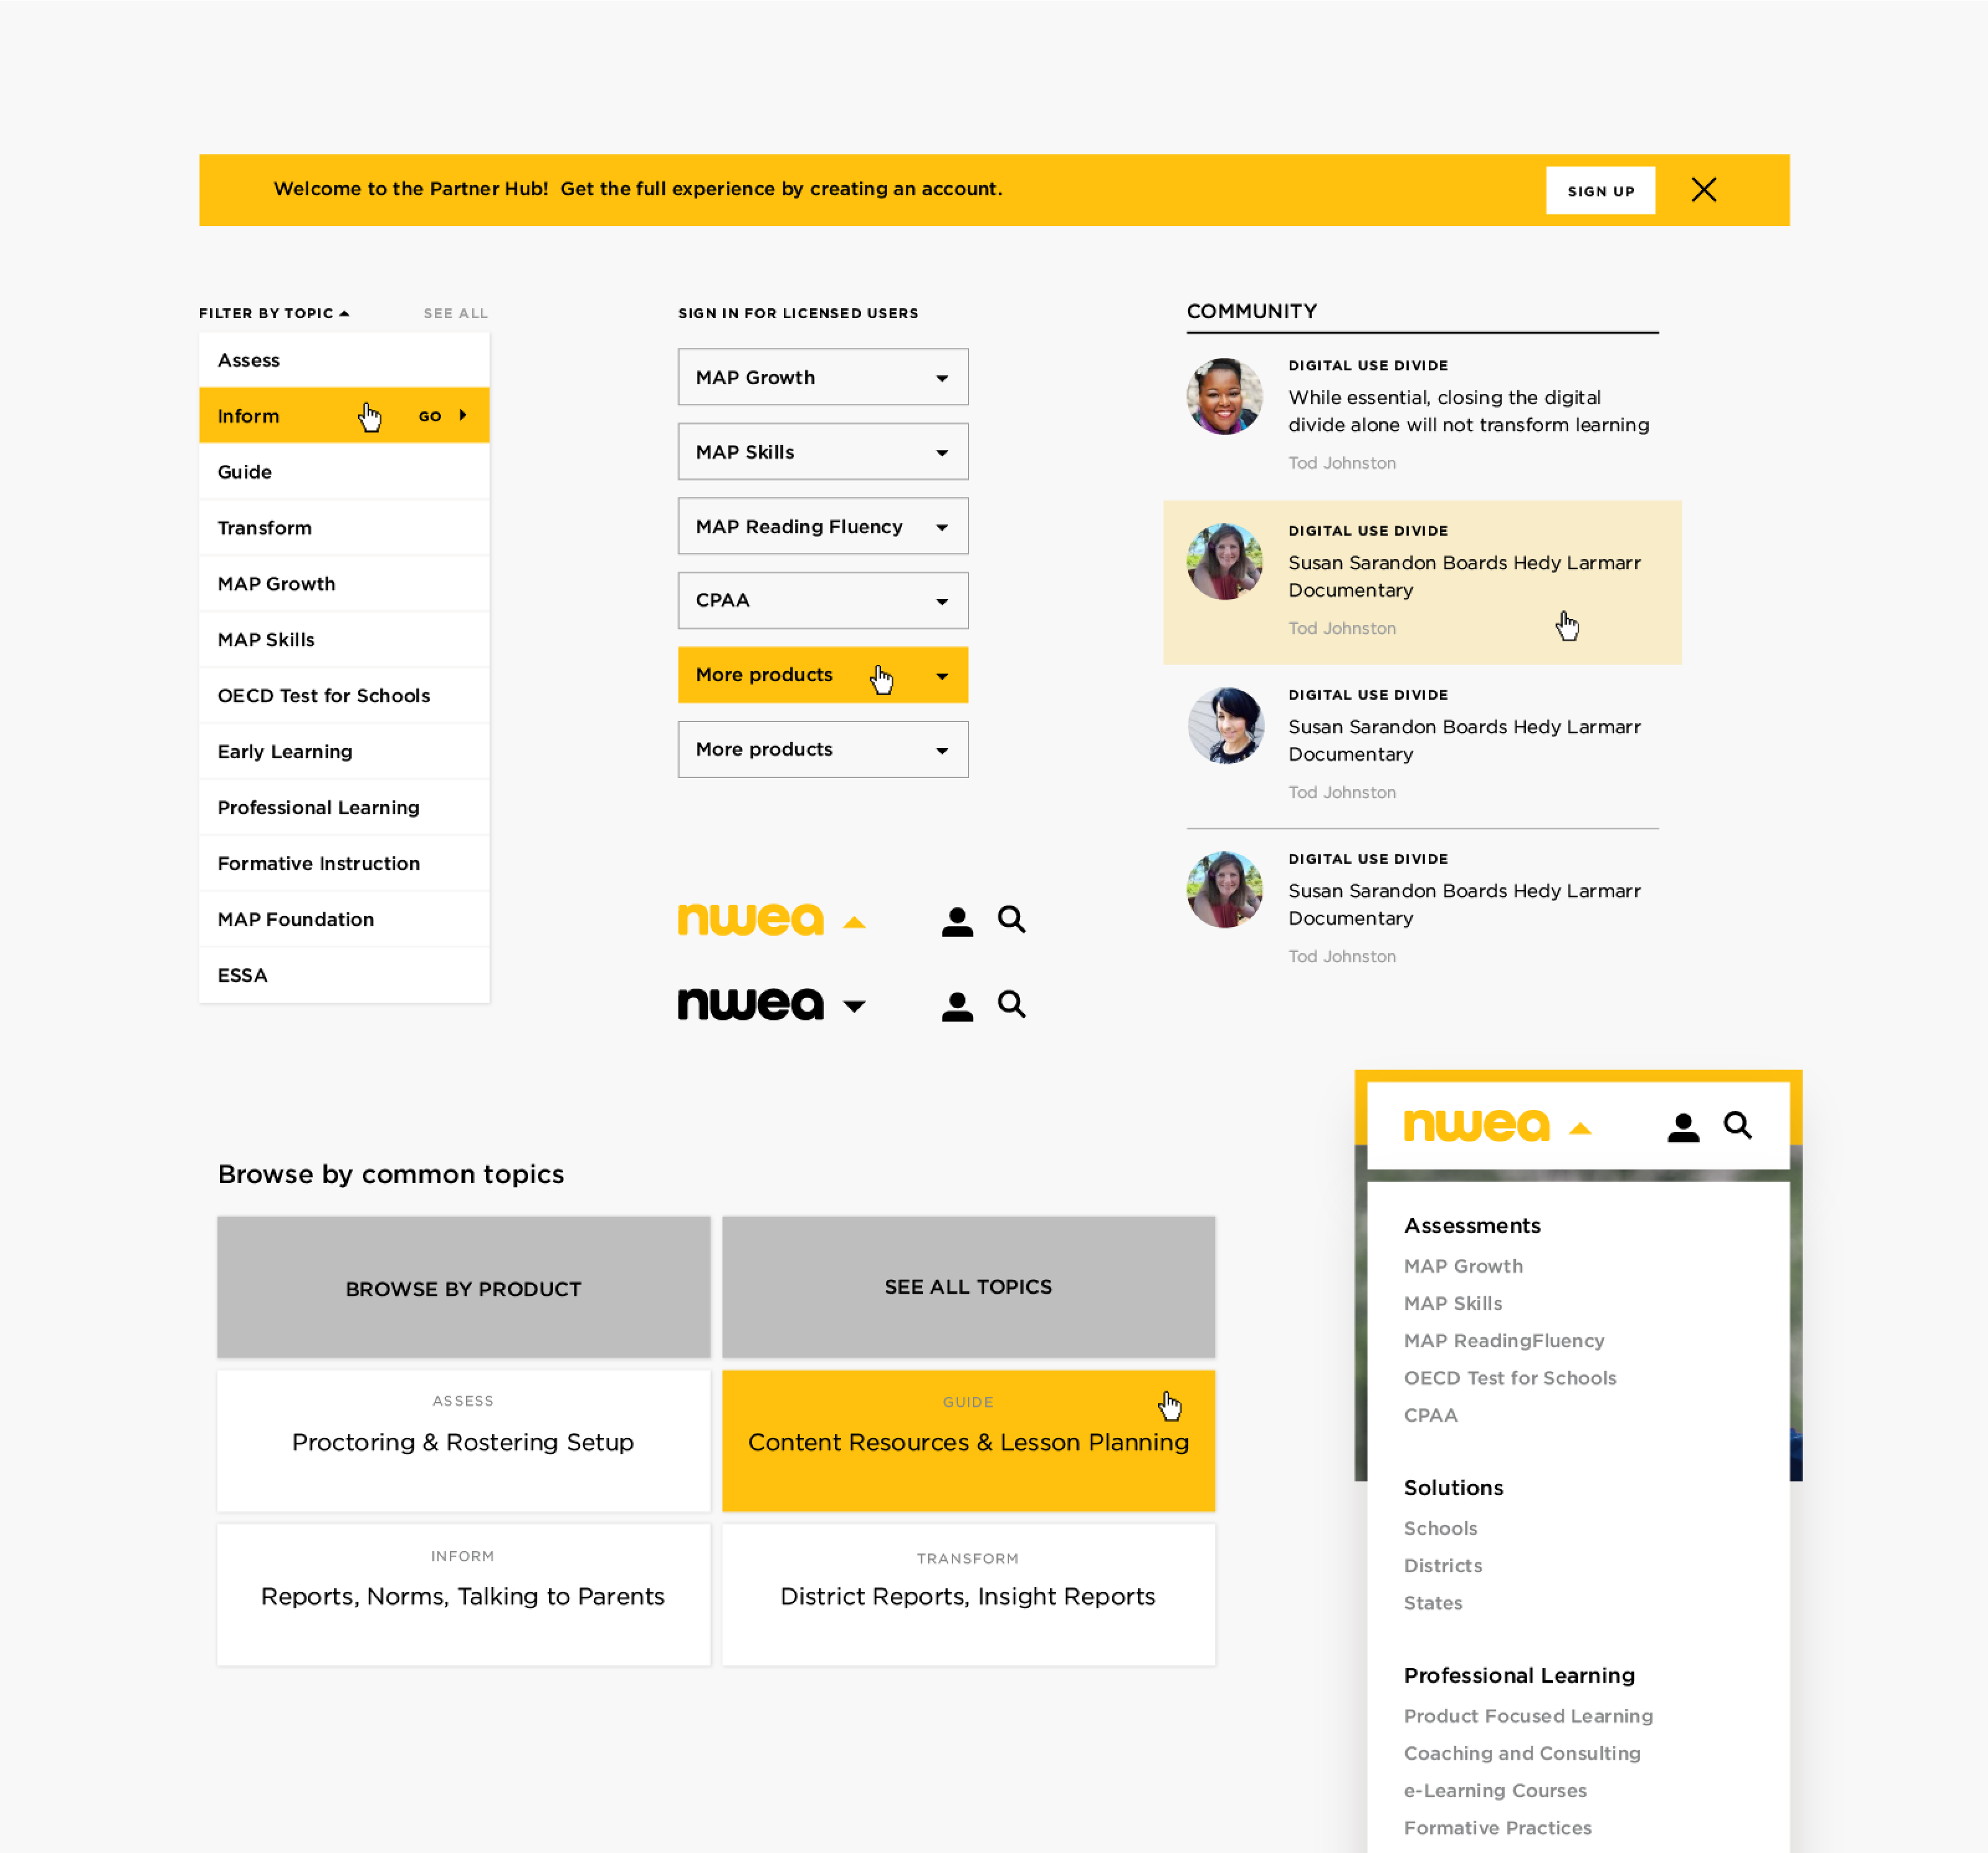 Welcome to the Partner Hub!  Get the full experience by creating an account.
SIGN UP
FILTER BY TOPIC
SEE ALL
Assess
Inform
GO
Guide
Transform
MAP Growth
MAP Skills
OECD Test for Schools
Early Learning
Professional Learning
Formative Instruction
MAP Foundation
ESSA
SIGN IN FOR LICENSED USERS
MAP Growth
MAP Skills
MAP Reading Fluency
CPAA
More products
More products
nwea
nwea
COMMUNITY
DIGITAL USE DIVIDE
While essential, closing the digital
divide alone will not transform learning
Tod Johnston
DIGITAL USE DIVIDE
Susan Sarandon Boards Hedy Larmarr
Documentary
Tod Johnston
DIGITAL USE DIVIDE
Susan Sarandon Boards Hedy Larmarr
Documentary
Tod Johnston
DIGITAL USE DIVIDE
Susan Sarandon Boards Hedy Larmarr
Documentary
Tod Johnston
Browse by common topics
BROWSE BY PRODUCT
SEE ALL TOPICS
ASSESS
Proctoring & Rostering Setup
GUIDE
Content Resources & Lesson Planning
INFORM
Reports, Norms, Talking to Parents
TRANSFORM
District Reports, Insight Reports
nwea
Assessments
MAP Growth
MAP Skills
MAP ReadingFluency
OECD Test for Schools
CPAA
Solutions
Schools
Districts
States
Professional Learning
Product Focused Learning
Coaching and Consulting
e-Learning Courses
Formative Practices